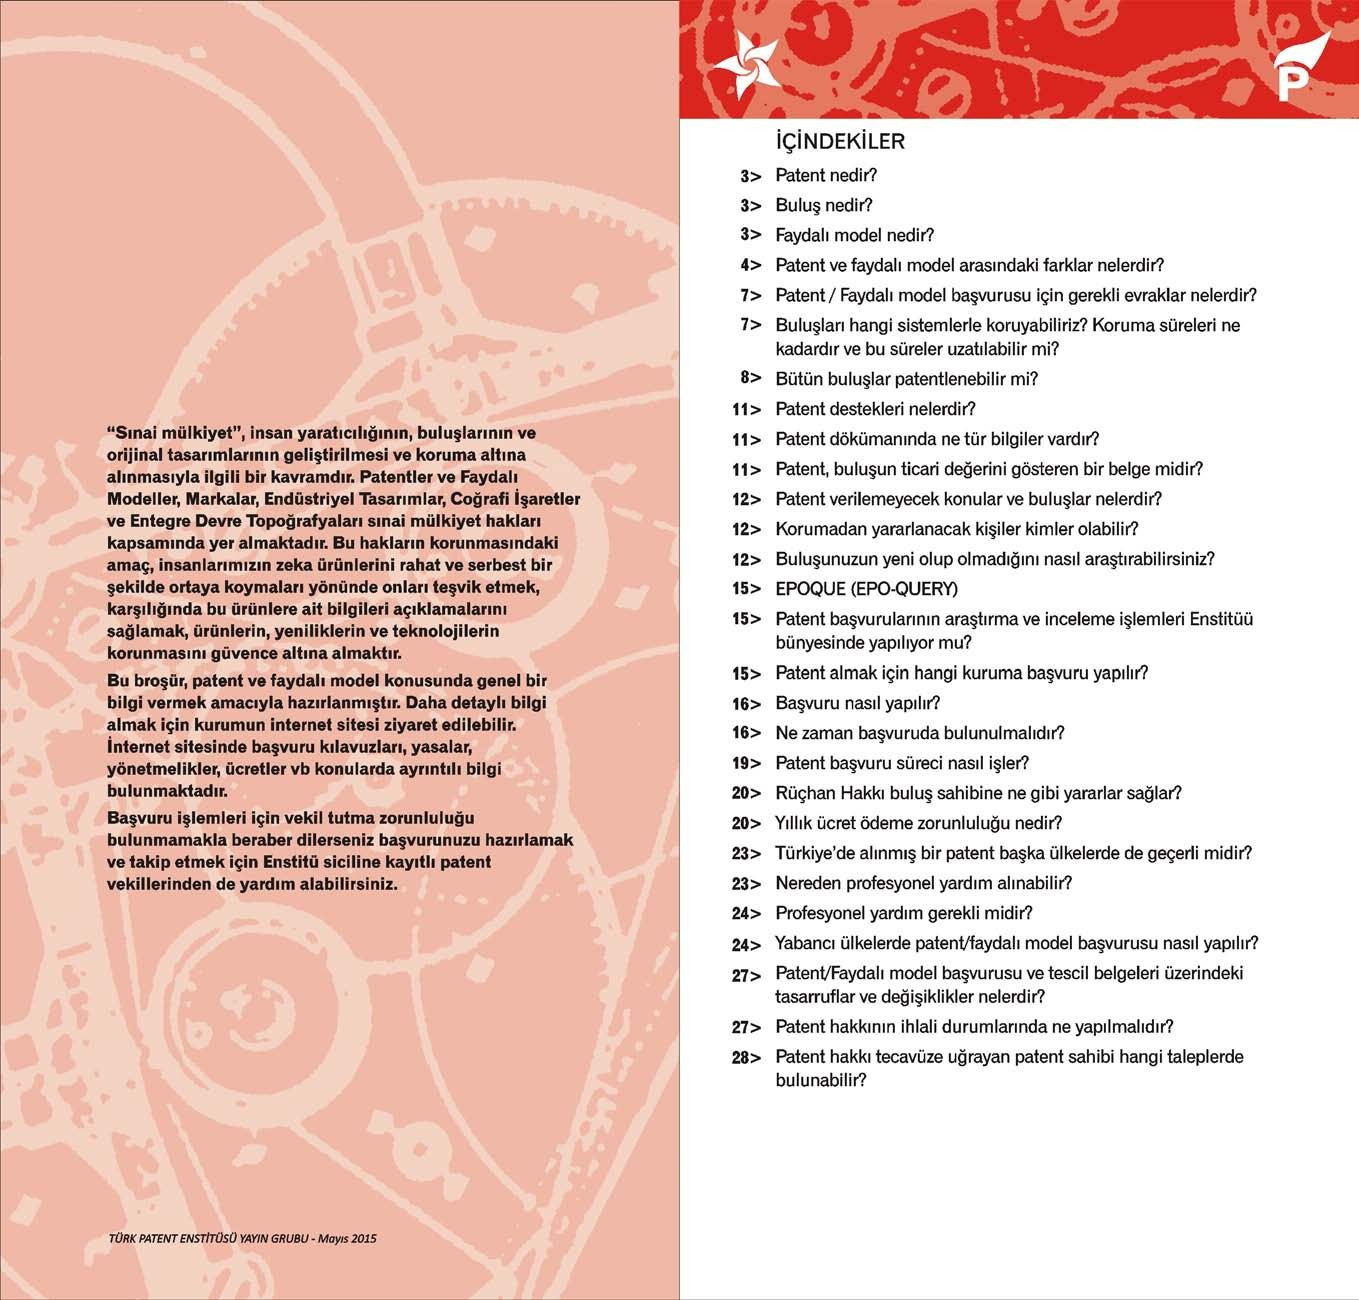 “Sınai mülkiyet”, insan yaratıcılığının, buluşlarının ve
orijinal tasarımlarının geliştirilmesi ve koruma altına
alınmasıyla ilgili bir kavramdır. Patentler ve Faydalı
Modeller, Markalar, Endüstriyel Tasarımlar, Coğrafi İşaretler
ve Entegre Devre Topoğrafyaları sınai mülkiyet hakları
kapsamında yer almaktadır. Bu hakların korunmasındaki
amaç, insanlarımızın zeka ürünlerini rahat ve serbest bir
şekilde ortaya koymaları yönünde onları teşvik etmek,
karşılığında bu ürünlere ait bilgileri açıklamalarını
sağlamak, ürünlerin, yeniliklerin ve teknolojilerin
korunmasını güvence altına almaktır.
Bu broşür, patent ve faydalı model konusunda genel bir
bilgi vermek amacıyla hazırlanmıştır. Daha detaylı bilgi
almak için kurumun internet sitesi ziyaret edilebilir.
İnternet sitesinde başvuru kılavuzları, yasalar,
yönetmelikler, ücretler vb konularda ayrıntılı bilgi
bulunmaktadır.
Başvuru işlemleri için vekil tutma zorunluluğu
bulunmamakla beraber dilerseniz başvurunuzu hazırlamak
ve takip etmek için Enstitü siciline kayıtlı patent
vekillerinden de yardım alabilirsiniz.
TÜRK PATENT ENSTİTÜSÜ YAYIN GRUBU - Mayıs 2015
P
İÇİNDEKİLER
3> Patent nedir?
3> Buluş nedir?
3> Faydalı model nedir?
4> Patent ve faydalı model arasındaki farklar nelerdir?
7> Patent / Faydalı model başvurusu için gerekli evraklar nelerdir?
7> Buluşları hangi sistemlerle koruyabiliriz? Koruma süreleri ne
kadardır ve bu süreler uzatılabilir mi?
8> Bütün buluşlar patentlenebilir mi?
11> Patent destekleri nelerdir?
11> Patent dökümanında ne tür bilgiler vardır?
11> Patent, buluşun ticari değerini gösteren bir belge midir?
12> Patent verilemeyecek konular ve buluşlar nelerdir?
12> Korumadan yararlanacak kişiler kimler olabilir?
12> Buluşunuzun yeni olup olmadığını nasıl araştırabilirsiniz?
15> EPOQUE (EPO-QUERY)
15> Patent başvurularının araştırma ve inceleme işlemleri Enstitüü
bünyesinde yapılıyor mu?
15> Patent almak için hangi kuruma başvuru yapılır?
16> Başvuru nasıl yapılır?
16> Ne zaman başvuruda bulunulmalıdır?
19> Patent başvuru süreci nasıl işler?
20> Rüçhan Hakkı buluş sahibine ne gibi yararlar sağlar?
20> Yıllık ücret ödeme zorunluluğu nedir?
23> Türkiye’de alınmış bir patent başka ülkelerde de geçerli midir?
23> Nereden profesyonel yardım alınabilir?
24> Profesyonel yardım gerekli midir?
24> Yabancı ülkelerde patent/faydalı model başvurusu nasıl yapılır?
27> Patent/Faydalı model başvurusu ve tescil belgeleri üzerindeki
tasarruflar ve değişiklikler nelerdir?
27> Patent hakkının ihlali durumlarında ne yapılmalıdır?
28> Patent hakkı tecavüze uğrayan patent sahibi hangi taleplerde
bulunabilir?